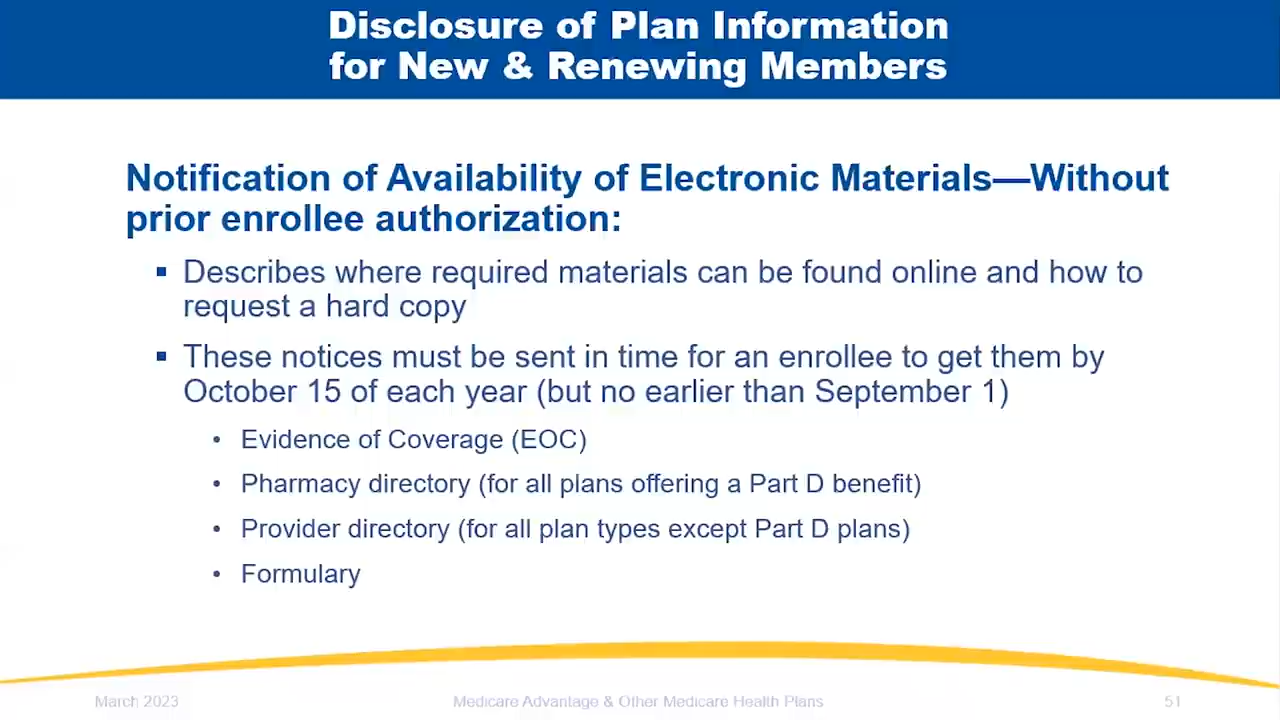 Disclosure of Plan Information
for New & Renewing Members
Notification of Availability of Electronic Materials—Without
prior enrollee authorization:
▪ Describes where required materials can be found online and how to
request a hard copy
▪ These notices must be sent in time for an enrollee to get them by
October 15 of each year (but no earlier than September 1)
• Evidence of Coverage (EOC)
• Pharmacy directory (for all plans offering a Part D benefit)
• Provider directory (for all plan types except Part D plans)
• Formulary
March 2023
Medicare Advantage & Other Medicare Health Plans
51